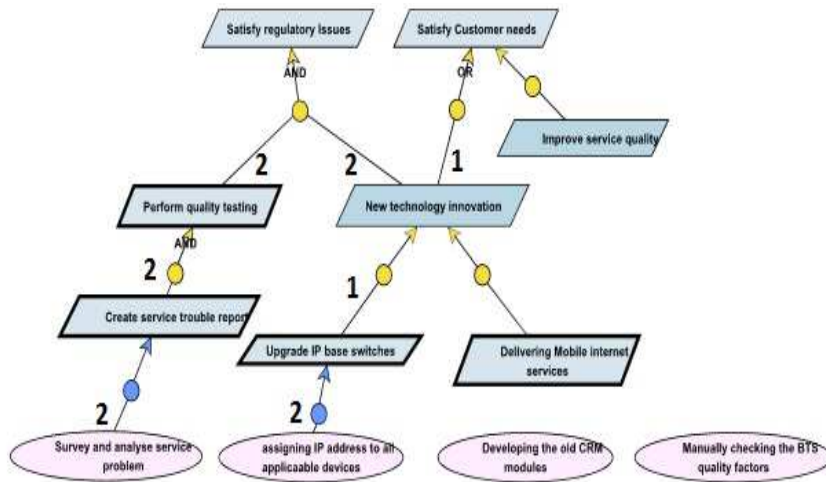 Satisfy regulatory Issues
Satisfy Customer needs
AND
OR
Improve service quality
2
2
1
Perform quality testing
New technology innovation
AND
2
1
Create service trouble report
Upgrade IP base switches
Delivering Mobile internet
services
2
2
Survey and analyse service
problem
assigning IP address to all
applicaable devices
Developing the old CRM
modules
Manually checking the BTS
quality factors